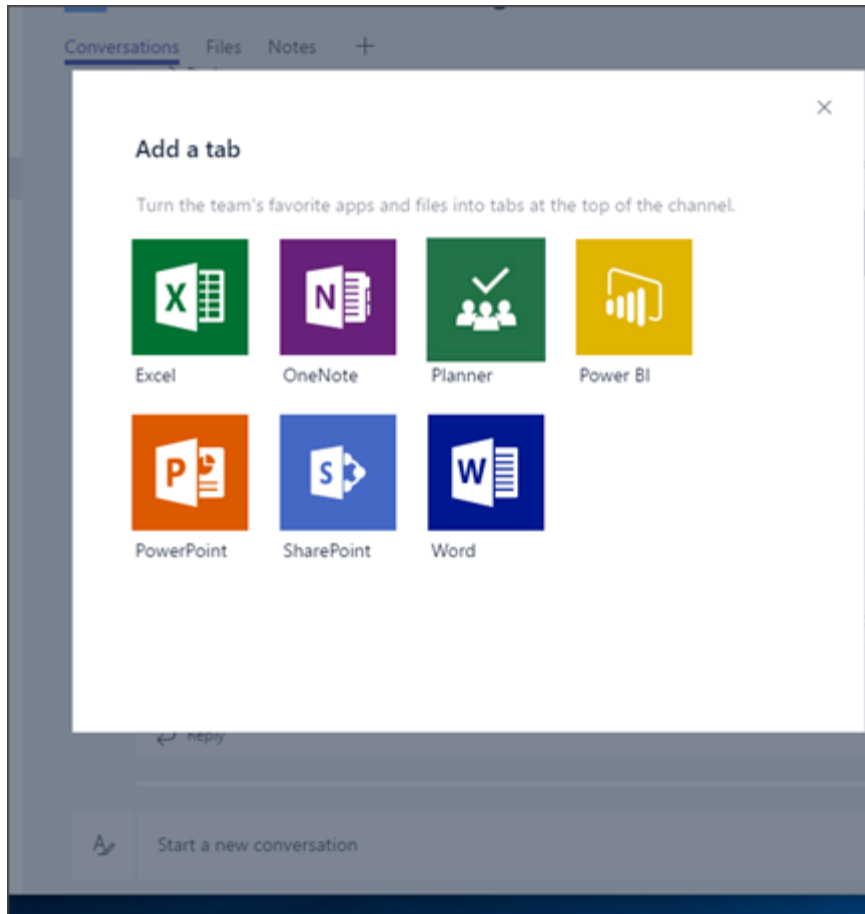 Conversations Files Notes +
Add a tab
Turn the team's favorite apps and files into tabs at the top of the channel.
X N
Excel OneNote Planner Power BI
P S W
PowerPoint SharePoint Word
Reply
Start a new conversation